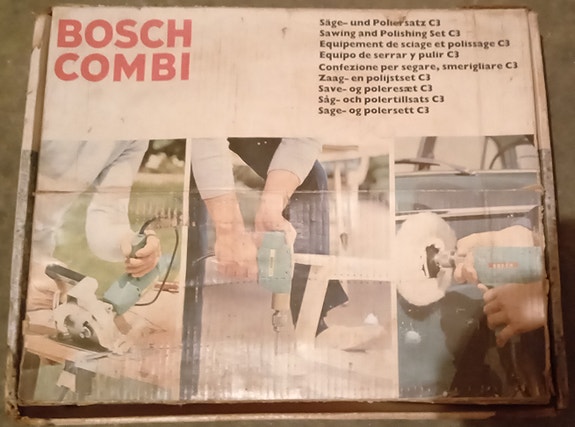 BOSCH
COMBI
Säge- und Poliersatz C3
Sawing and Polishing Set C3
Equipement de sciage et polissage C3
Equipo de serrar y pulir C3
Confezione per segare, smerigliare C3
Zaag- en polijstset C3
Save- og poleresæt C3
Såg- och polertillsats C3
Sage- og polersett C3